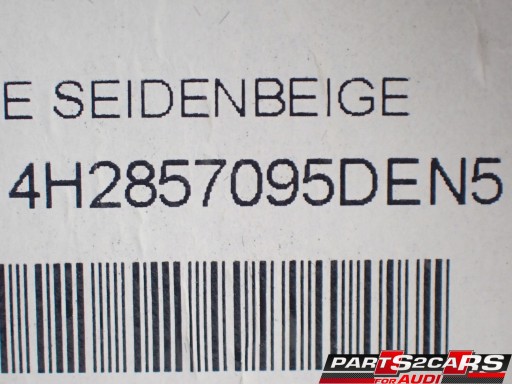 E SEIDENBEIGE
4H2857095DEN5
PARTS2CARS
FOR AUDI